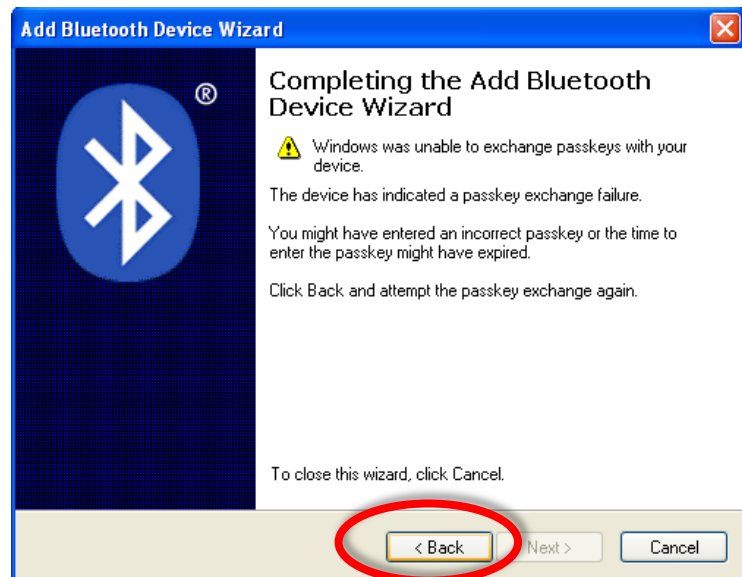 Add Bluetooth Device Wizard
®
Completing the Add Bluetooth
Device Wizard
Windows was unable to exchange passkeys with your
device.
The device has indicated a passkey exchange failure.
You might have entered an incorrect passkey or the time to
enter the passkey might have expired.
Click Back and attempt the passkey exchange again.
To close this wizard, click Cancel.
< Back
Next >
Cancel